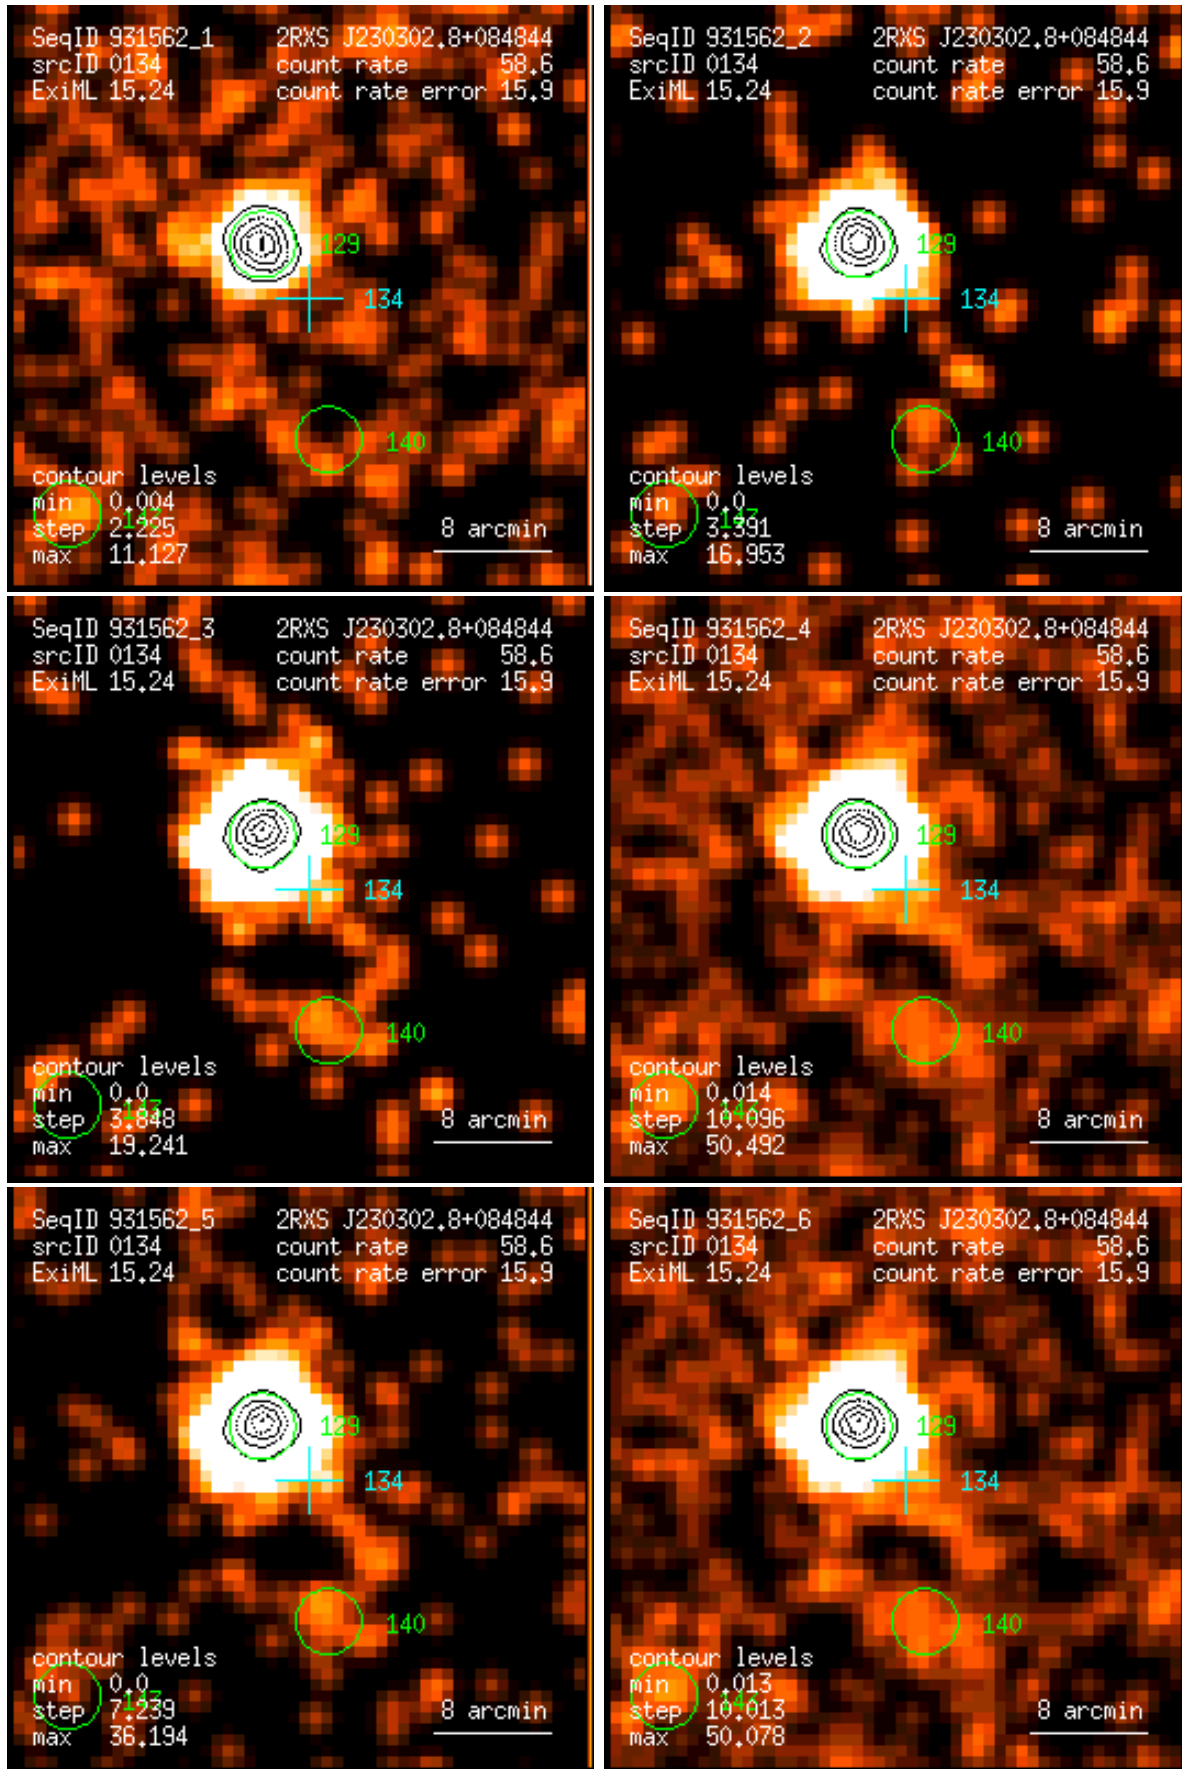 SeqID 931562_1 2RXS J230302.8+084844
srcID 0134 count rate 58.6
ExiML 15.24 count rate error 15.9
129
134
140
contour levels
min 0.004
step 2.225
max 11.127
8 arcmin
SeqID 931562_2 2RXS J230302.8+084844
srcID 0134 count rate 58.6
ExiML 15.24 count rate error 15.9
129
134
140
contour levels
min 0.0
step 3.391
max 16.953
8 arcmin
SeqID 931562_3 2RXS J230302.8+084844
srcID 0134 count rate 58.6
ExiML 15.24 count rate error 15.9
129
134
140
contour levels
min 0.0
step 3.848
max 19.241
8 arcmin
SeqID 931562_4 2RXS J230302.8+084844
srcID 0134 count rate 58.6
ExiML 15.24 count rate error 15.9
129
134
140
contour levels
min 0.014
step 10.096
max 50.492
8 arcmin
SeqID 931562_5 2RXS J230302.8+084844
srcID 0134 count rate 58.6
ExiML 15.24 count rate error 15.9
129
134
140
contour levels
min 0.0
step 7.239
max 36.194
8 arcmin
SeqID 931562_6 2RXS J230302.8+084844
srcID 0134 count rate 58.6
ExiML 15.24 count rate error 15.9
129
134
140
contour levels
min 0.013
step 10.013
max 50.078
8 arcmin